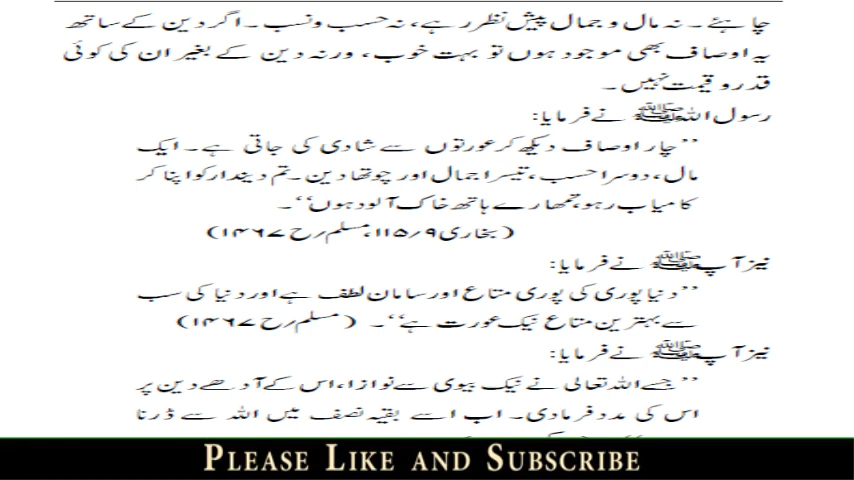 چاہئے۔ نہ مال و جمال پیش نظر رہے، نہ حسب و نسب۔ اگر دین کے ساتھ
یہ اوصاف بھی موجود ہوں تو بہت خوب، ورنہ دین کے بغیر ان کی کوئی
قدر و قیمت نہیں۔
رسول اللہ ﷺ نے فرمایا:
’’چار اوصاف دیکھ کر عورتوں سے شادی کی جاتی ہے۔ ایک
مال، دوسرا حسب، تیسرا جمال اور چوتھا دین۔ تم دیندار کو اپنا کر
کامیاب رہو، تمھارے ہاتھ خاک آلود ہوں‘‘۔
(بخاری ۹/۱۱۵، مسلم رح ۱۴۶۷)
نیز آپ ﷺ نے فرمایا:
’’دنیا پوری کی پوری متاع اور سامان لطف ہے اور دنیا کی سب
سے بہترین متاع نیک عورت ہے‘‘۔ (مسلم رح ۱۴۶۷)
نیز آپ ﷺ نے فرمایا:
’’جسے اللہ تعالی نے نیک بیوی سے نوازا، اس کے آدھے دین پر
اس کی مدد فرما دی۔ اب اسے بقیہ نصف میں اللہ سے ڈرنا
PLEASE LIKE AND SUBSCRIBE